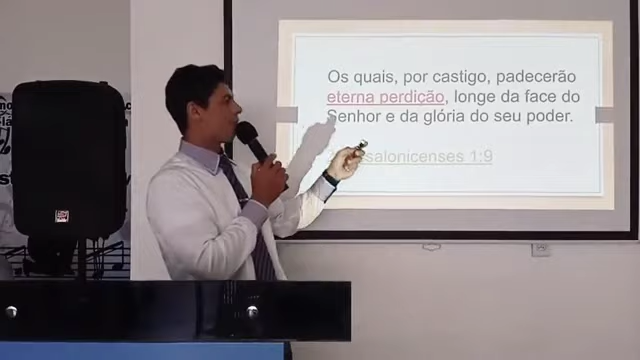 Os quais, por castigo, padecerão
eterna perdição, longe da face do
Senhor e da glória do seu poder.
salonicenses 1:9